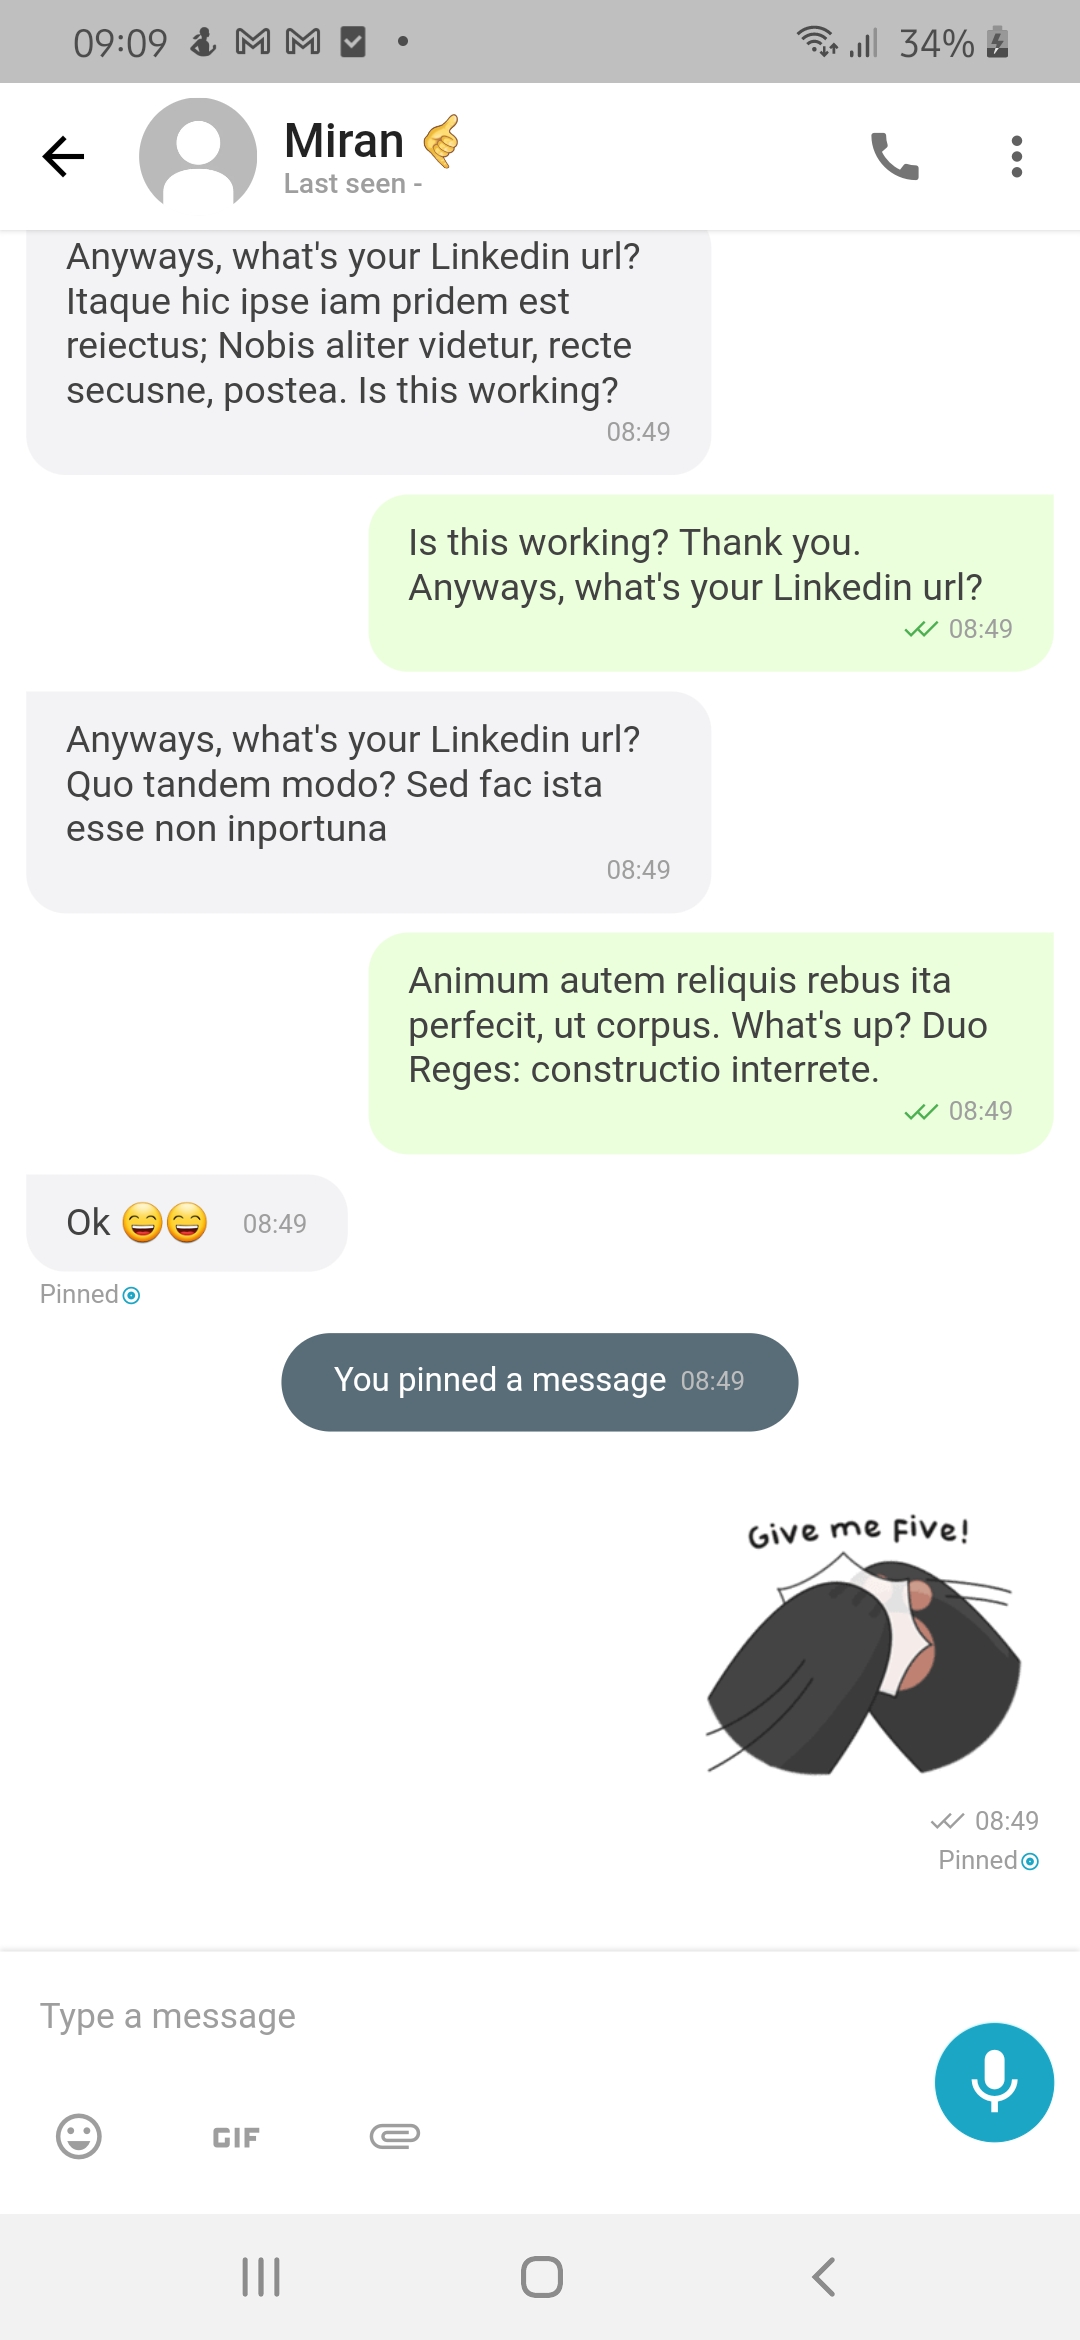 09:09
34%
Miran 🤙
Last seen -
Anyways, what's your Linkedin url?
Itaque hic ipse iam pridem est
reiectus; Nobis aliter videtur, recte
secusne, postea. Is this working?
08:49
Is this working? Thank you.
Anyways, what's your Linkedin url?
08:49
Anyways, what's your Linkedin url?
Quo tandem modo? Sed fac ista
esse non inportuna
08:49
Animum autem reliquis rebus ita
perfecit, ut corpus. What's up? Duo
Reges: constructio interrete.
08:49
Ok 😄😄 08:49
Pinned
You pinned a message 08:49
Give me Five!
08:49
Pinned
Type a message
GIF